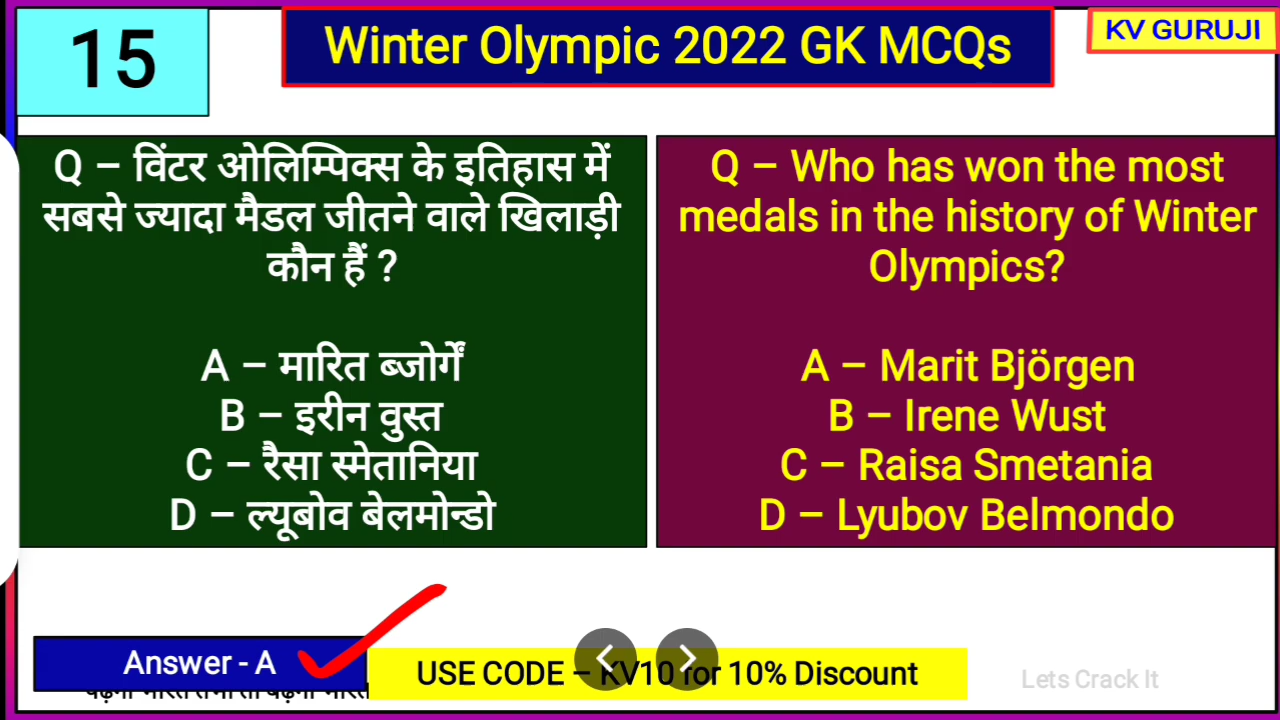 15
Winter Olympic 2022 GK MCQs
KV GURUJI
Q – विंटर ओलिम्पिक्स के इतिहास में
सबसे ज्यादा मैडल जीतने वाले खिलाड़ी
कौन हैं ?
A – मारित ब्जोर्गें
B – इरीन वुस्त
C – रैसा स्मेतानिया
D – ल्यूबोव बेलमोन्डो
Q – Who has won the most
medals in the history of Winter
Olympics?
A – Marit Björgen
B – Irene Wust
C – Raisa Smetania
D – Lyubov Belmondo
Answer - A
USE CODE – KV10 for 10% Discount
Lets Crack It